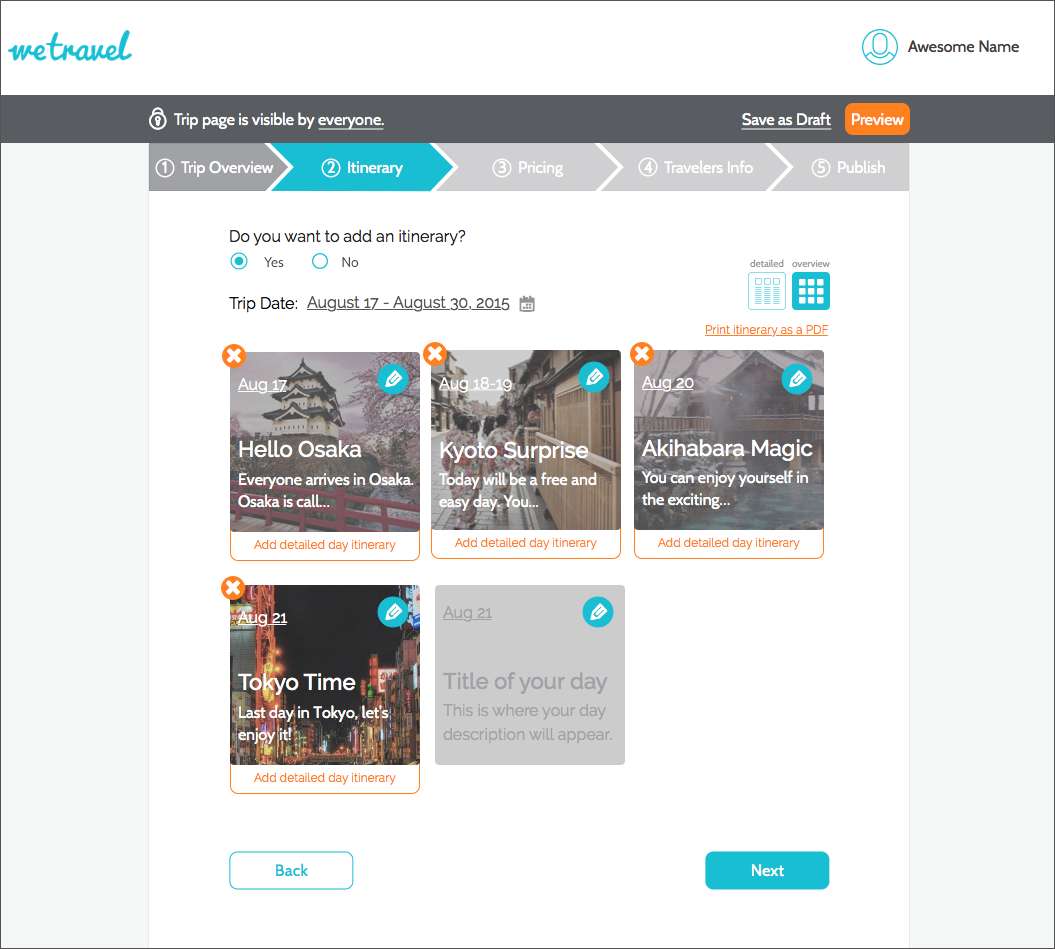 wetravel
Awesome Name
Trip page is visible by everyone.
Save as Draft
Preview
1 Trip Overview
2 Itinerary
3 Pricing
4 Travelers Info
5 Publish
Do you want to add an itinerary?
Yes
No
detailed
overview
Trip Date: August 17 - August 30, 2015
Print itinerary as a PDF
Aug 17
Hello Osaka
Everyone arrives in Osaka.
Osaka is call...
Add detailed day itinerary
Aug 18-19
Kyoto Surprise
Today will be a free and
easy day. You...
Add detailed day itinerary
Aug 20
Akihabara Magic
You can enjoy yourself in
the exciting...
Add detailed day itinerary
Aug 21
Tokyo Time
Last day in Tokyo, let's
enjoy it!
Add detailed day itinerary
Aug 21
Title of your day
This is where your day
description will appear.
Back
Next